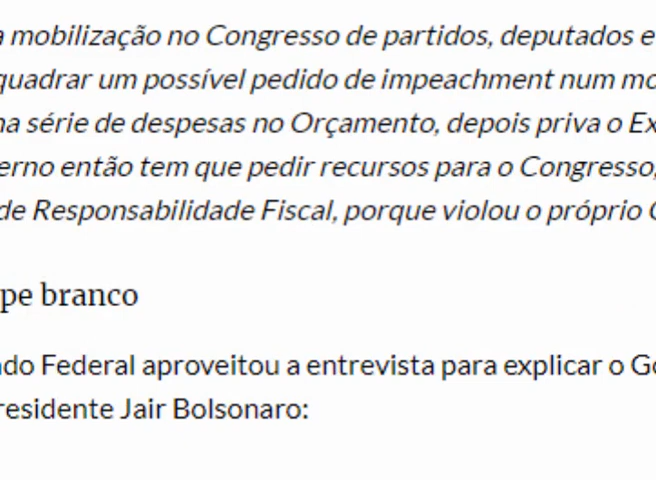 a mobilização no Congresso de partidos, deputados e
quadrar um possível pedido de impeachment num mo
na série de despesas no Orçamento, depois priva o Ex
erno então tem que pedir recursos para o Congresso,
de Responsabilidade Fiscal, porque violou o próprio
pe branco
do Federal aproveitou a entrevista para explicar o Go
residente Jair Bolsonaro: